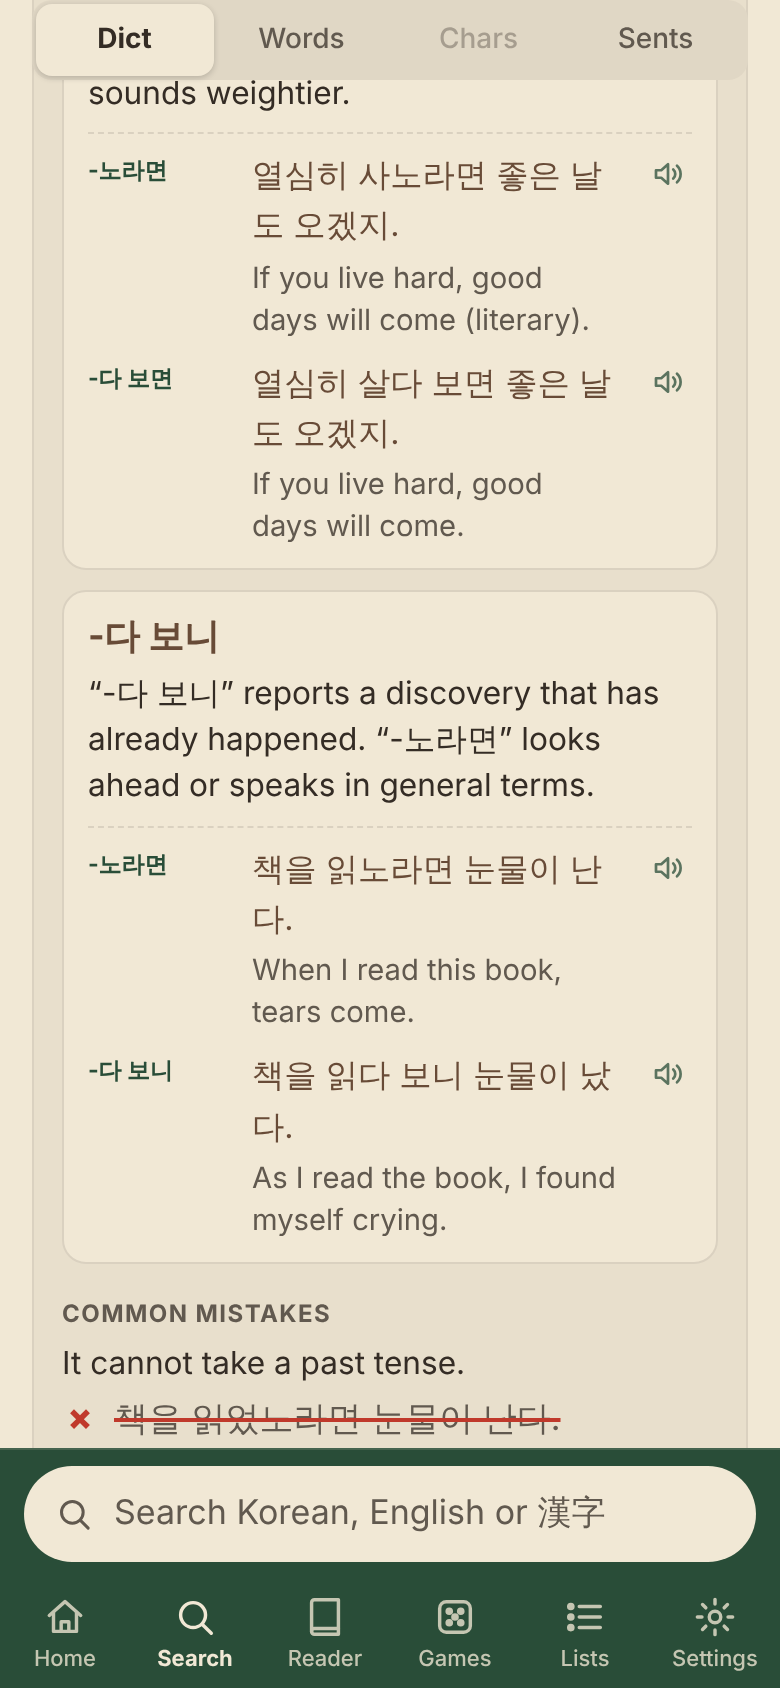 Dict
Words
Chars
Sents
sounds weightier.
-노라면
열심히 사노라면 좋은 날
도 오겠지.
If you live hard, good
days will come (literary).
-다 보면
열심히 살다 보면 좋은 날
도 오겠지.
If you live hard, good
days will come.
-다 보니
“-다 보니” reports a discovery that has
already happened. “-노라면” looks
ahead or speaks in general terms.
-노라면
책을 읽노라면 눈물이 난
다.
When I read this book,
tears come.
-다 보니
책을 읽다 보니 눈물이 났
다.
As I read the book, I found
myself crying.
COMMON MISTAKES
It cannot take a past tense.
책을 읽었노라면 눈물이 난다.
Search Korean, English or 漢字
Home
Search
Reader
Games
Lists
Settings